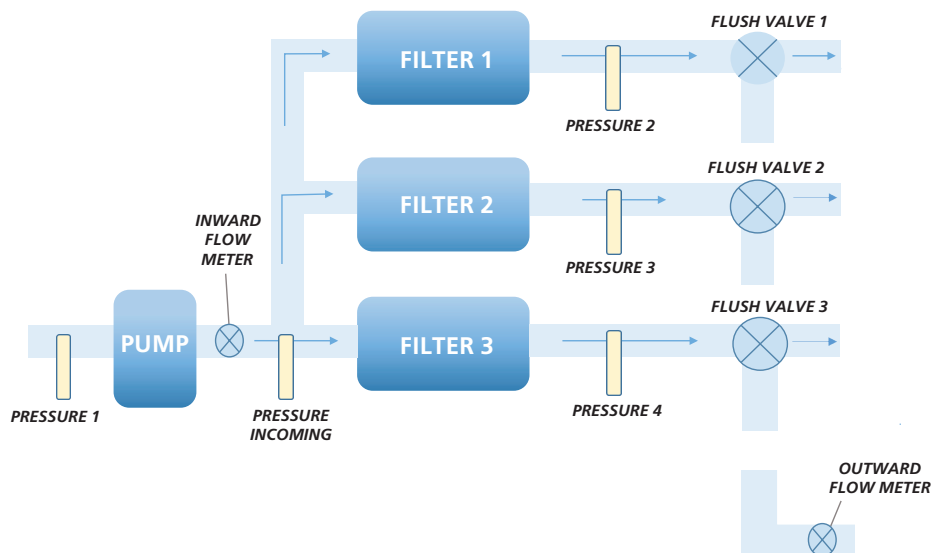 FLUSH VALVE 1
FILTER 1
PRESSURE 2
FLUSH VALVE 2
FILTER 2
INWARD
FLOW
METER
PRESSURE 3
FLUSH VALVE 3
PUMP
FILTER 3
PRESSURE 1
PRESSURE
INCOMING
PRESSURE 4
OUTWARD
FLOW METER